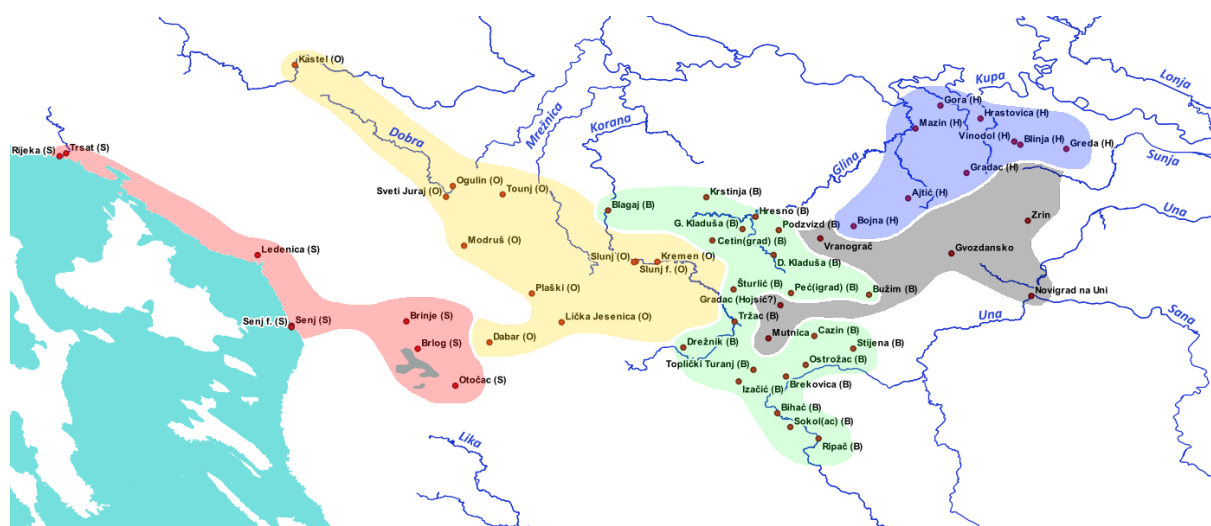 Kastel (O)
Kupa
Lonja
Gora (H)
Hrastovica (H)
Mazin (H)
Vinodol (H)
Blinja (H)
Greda (H)
Sunja
Mrežnica
Korana
Dobra
Glina
Gradac (H)
Rijeka (S)
Trsat (S)
Ogulin (O)
Sveti Juraj (O)
Tounj (O)
Krstinja (B)
Ajtić (H)
Blagaj (B)
Hresno (B)
G. Kladuša (B)
Podzvizd (B)
Bojna (H)
Zrin
Una
Modruš (O)
Cetin(grad) (B)
Vranograč
Gvozdansko
Ledenica (S)
Slunj (O)
Kremen (O)
Slunj f. (O)
D. Kladuša (B)
Plaški (O)
Šturlić (B)
Peć(igrad) (B)
Bužim (B)
Novigrad na Uni
Gradac (Hojsić?)
Senj f. (S)
Senj (S)
Brinje (S)
Lička Jesenica (O)
Tržac (B)
Una
Sana
Mutnica
Cazin (B)
Dabar (O)
Brlog (S)
Drežnik (B)
Stijena (B)
Toplički Turanj (B)
Ostrožac (B)
Otočac (S)
Izačić (B)
Brekovica (B)
Bihać (B)
Sokol(ac) (B)
Ripač (B)
Lika